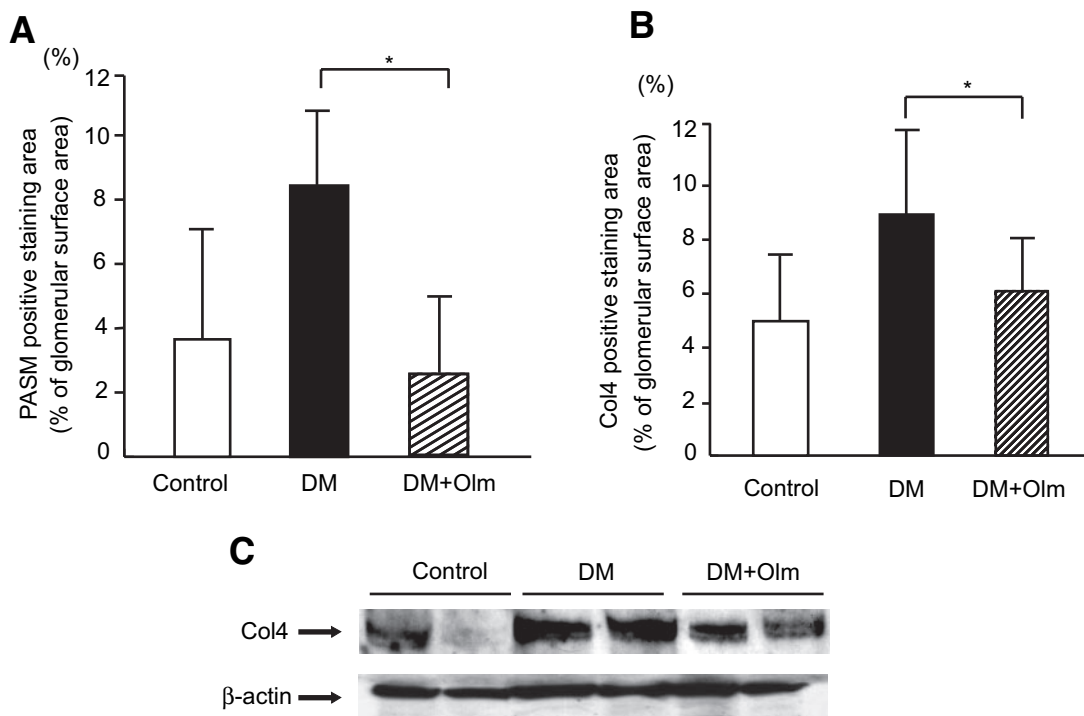 A
(%)
PASM positive staining area
(% of glomerular surface area)
12
10
8
6
4
2
0
*
Control
DM
DM+Olm
B
(%)
Col4 positive staining area
(% of glomerular surface area)
12
10
8
6
4
2
0
*
Control
DM
DM+Olm
C
Control
DM
DM+Olm
Col4
β-actin